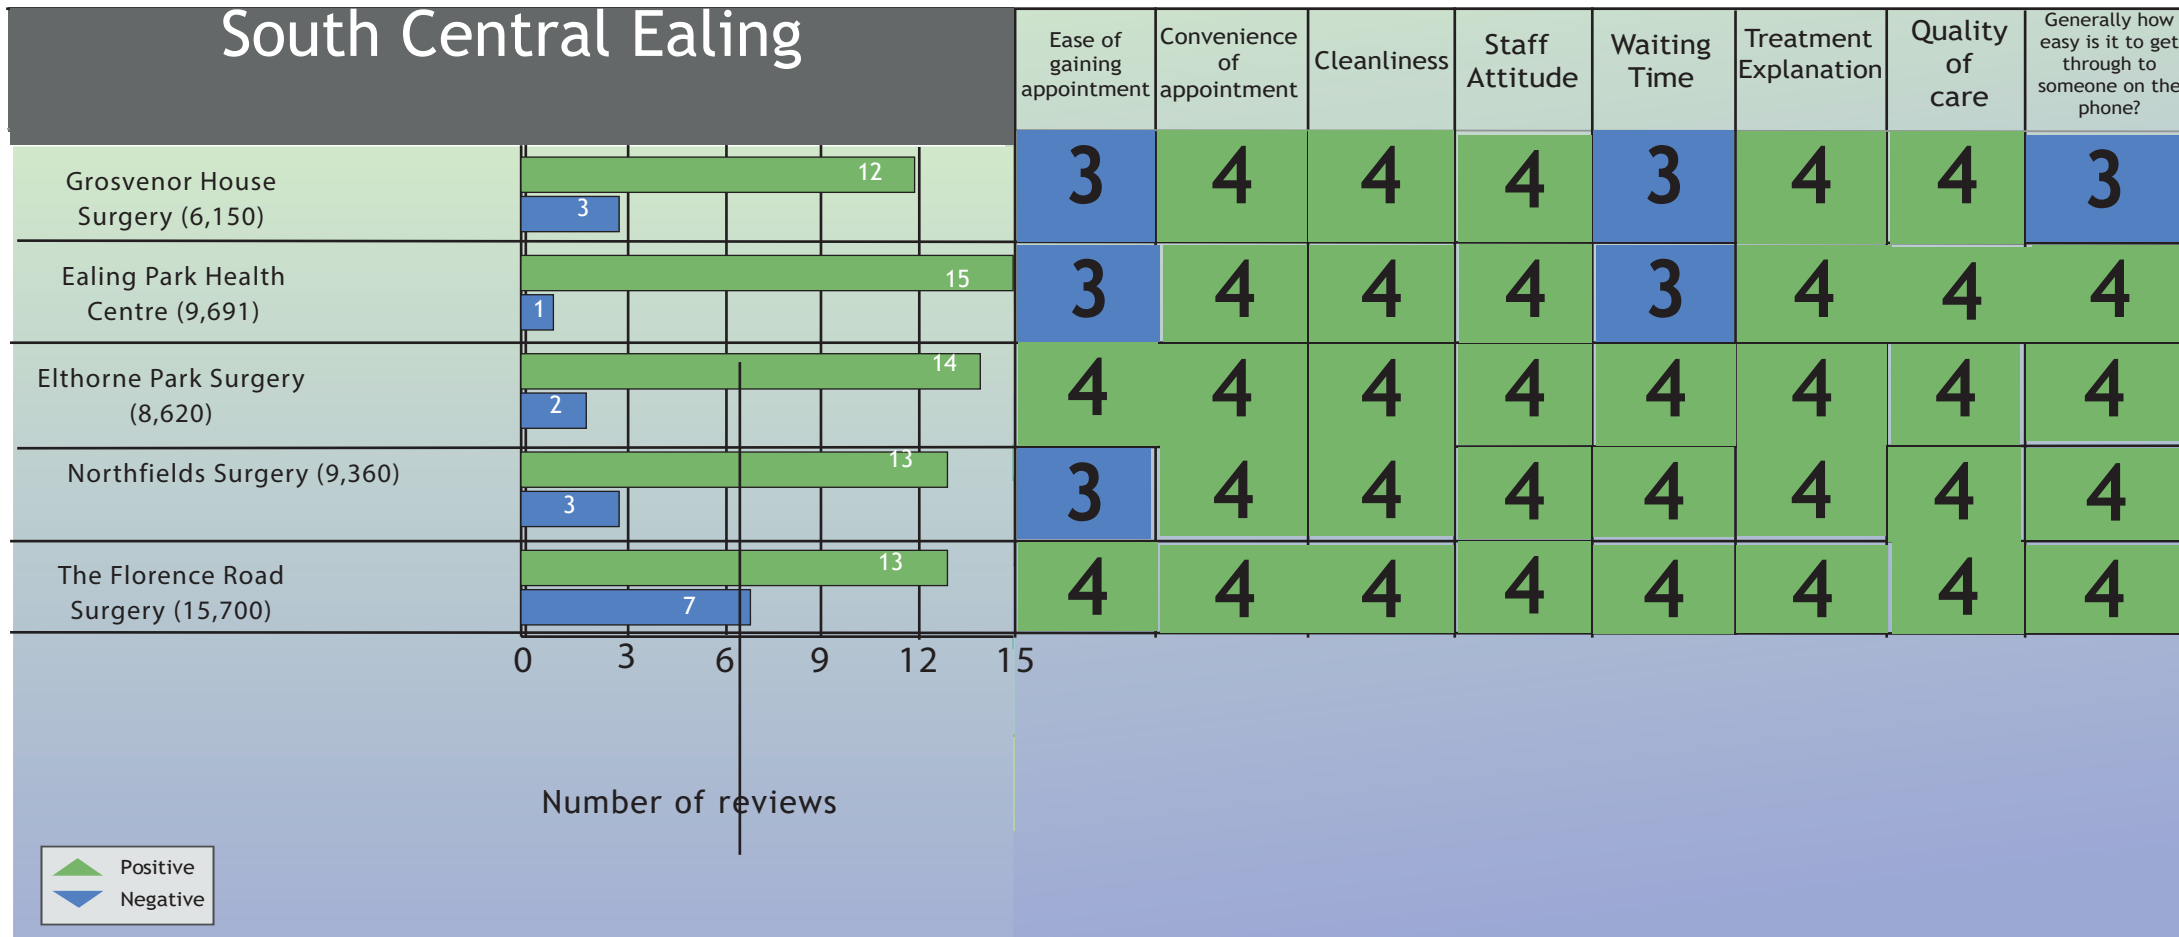 South Central Ealing
Ease of
gaining
appointment
Convenience
of
appointment
Cleanliness
Staff
Attitude
Waiting
Time
Treatment
Explanation
Quality
of
care
Generally how
easy is it to get
through to
someone on the
phone?
Grosvenor House
Surgery (6,150)
12
3
3 4 4 4 3 4 4 3
Ealing Park Health
Centre (9,691)
15
1
3 4 4 4 3 4 4 4
Elthorne Park Surgery
(8,620)
14
2
4 4 4 4 4 4 4 4
Northfields Surgery (9,360)
13
3
3 4 4 4 4 4 4 4
The Florence Road
Surgery (15,700)
13
7
4 4 4 4 4 4 4 4
0 3 6 9 12 15
Number of reviews
Positive
Negative